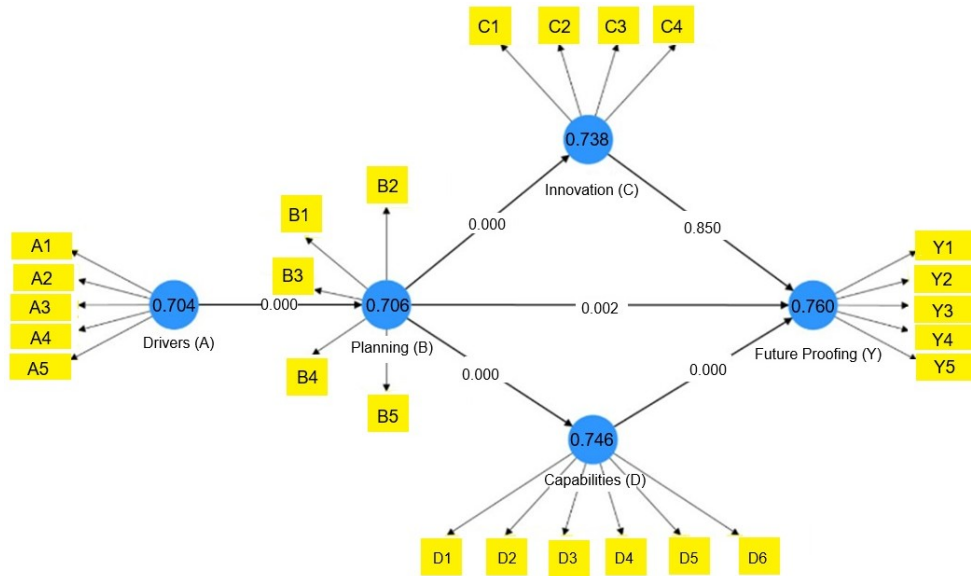 C1 C2 C3 C4
0.738
Innovation (C)
B1 B2
B3
0.000 0.850
A1
A2
A3
A4
A5
0.704
Drivers (A)
0.000
0.706
Planning (B)
0.002
0.760
Future Proofing (Y)
Y1
Y2
Y3
Y4
Y5
B4
B5
0.000 0.000
0.746
Capabilities (D)
D1 D2 D3 D4 D5 D6